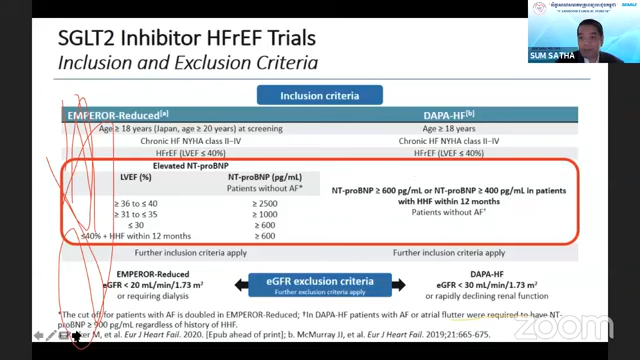 SGLT2 Inhibitor HFrEF Trials
Inclusion and Exclusion Criteria
SUM SATHA
Inclusion criteria
EMPEROR-Reduced[a]
DAPA-HF[b]
Age ≥ 18 years (Japan, age ≥ 20 years) at screening
Age ≥ 18 years
Chronic HF NYHA class II–IV
Chronic HF NYHA class II–IV
HFrEF (LVEF ≤ 40%)
HFrEF (LVEF ≤ 40%)
Elevated NT-proBNP
LVEF (%)
NT-proBNP (pg/mL)
Patients without AF*
≥ 36 to ≤ 40
≥ 2500
≥ 31 to ≤ 35
≥ 1000
≤ 30
≥ 600
≤40% + HHF within 12 months
≥ 600
NT-proBNP ≥ 600 pg/mL or NT-proBNP ≥ 400 pg/mL in patients
with HHF within 12 months
Patients without AF†
Further inclusion criteria apply
Further inclusion criteria apply
EMPEROR-Reduced
eGFR < 20 mL/min/1.73 m²
or requiring dialysis
eGFR exclusion criteria
Further exclusion criteria apply
DAPA-HF
eGFR < 30 mL/min/1.73 m²
or rapidly declining renal function
*The cut off for patients with AF is doubled in EMPEROR-Reduced; †In DAPA-HF patients with AF or atrial flutter were required to have NT-
proBNP ≥ 900 pg/mL regardless of history of HHF.
M, et al. Eur J Heart Fail. 2020. [Epub ahead of print]; b. McMurray JJ, et al. Eur J Heart Fail. 2019;21:665-675.
zoom